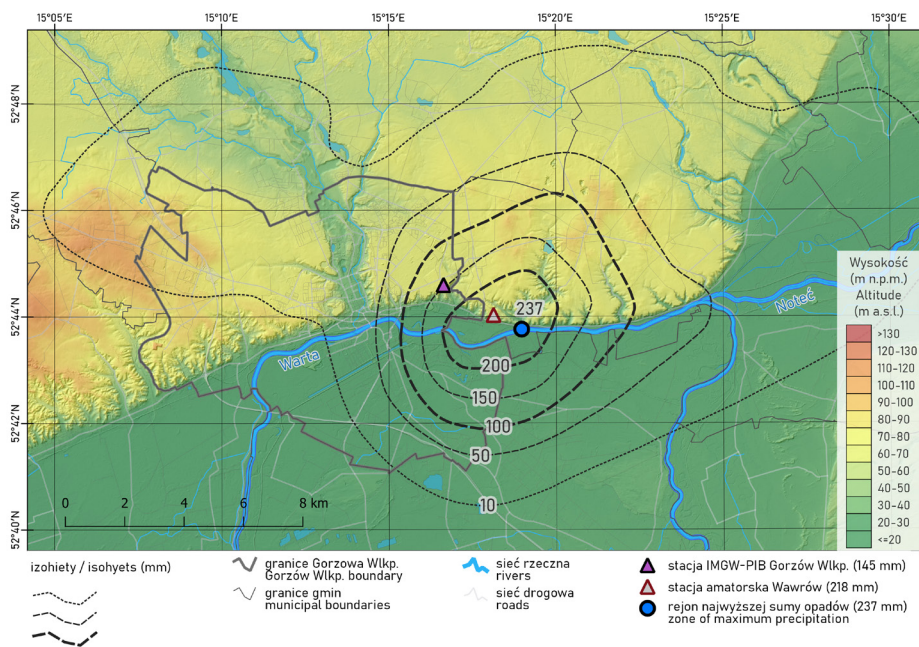 15°05'E 15°10'E 15°15'E 15°20'E 15°25'E 15°30'E
52°48'N
52°46'N
52°44'N
52°42'N
52°40'N
237
200
150
100
50
10
Warta
Noteć
0 2 4 6 8 km
Wysokość
(m n.p.m.)
Altitude
(m a.s.l.)
>130
120-130
110-120
100-110
90-100
80-90
70-80
60-70
50-60
40-50
30-40
20-30
<=20
izohiety / isohyets (mm)
granice Gorzowa Wlkp.
Gorzów Wlkp. boundary
granice gmin
municipal boundaries
sieć rzeczna
rivers
sieć drogowa
roads
stacja IMGW-PIB Gorzów Wlkp. (145 mm)
stacja amatorska Wawrów (218 mm)
rejon najwyższej sumy opadów (237 mm)
zone of maximum precipitation